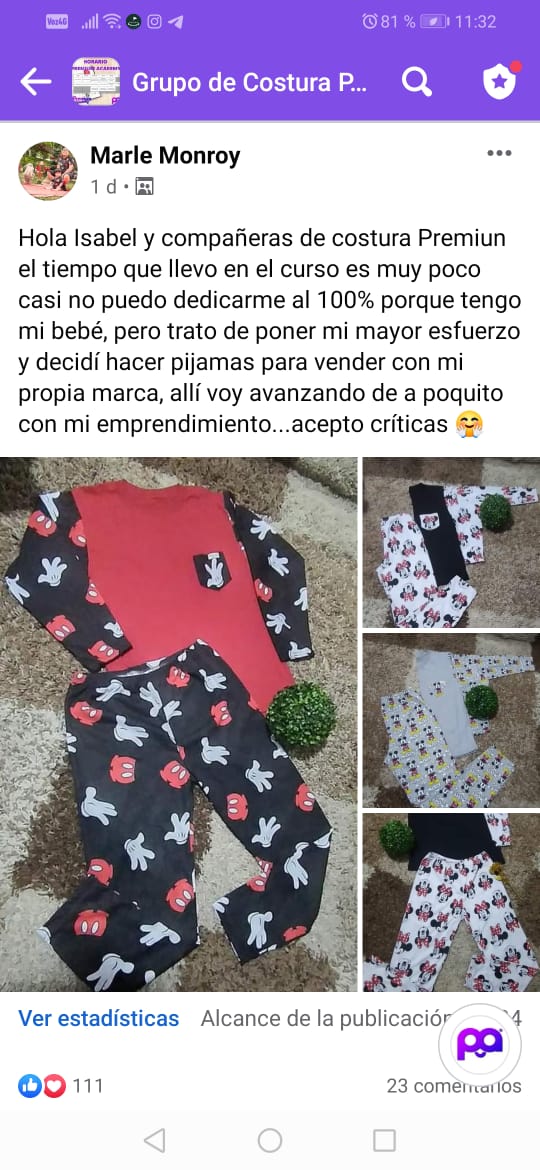 Vo4G 81 % 11:32
HORARIO
Grupo de Costura P...
Marle Monroy
1 d
Hola Isabel y compañeras de costura Premiun
el tiempo que llevo en el curso es muy poco
casi no puedo dedicarme al 100% porque tengo
mi bebé, pero trato de poner mi mayor esfuerzo
y decidí hacer pijamas para vender con mi
propia marca, allí voy avanzando de a poquito
con mi emprendimiento...acepto críticas
Ver estadísticas Alcance de la publicación
pa
111 23 comentarios